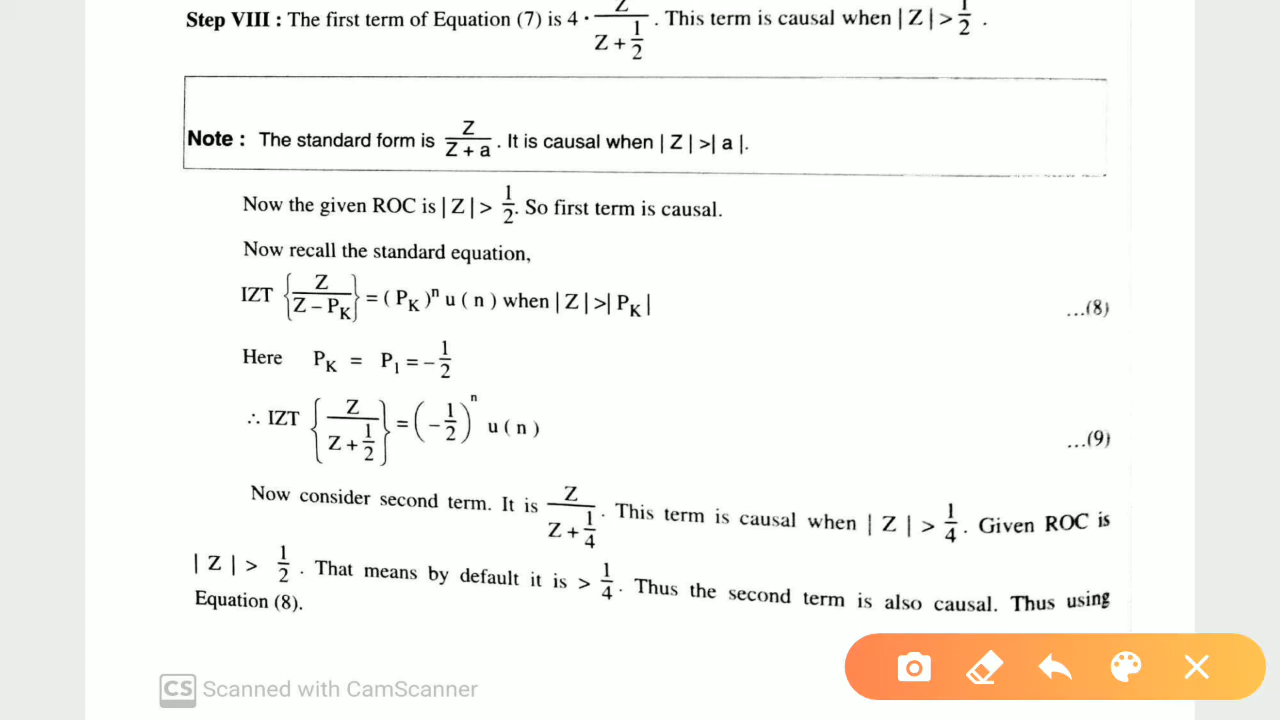 Step VIII : The first term of Equation (7) is 4 · Z / (Z + 1/2) . This term is causal when | Z | > 1/2 .
Note : The standard form is Z / (Z + a) . It is causal when | Z | >| a |.
Now the given ROC is | Z | > 1/2. So first term is causal.
Now recall the standard equation,
IZT { Z / (Z – P_K) } = ( P_K )^n u ( n ) when | Z | >| P_K | ...(8)
Here P_K = P_1 = – 1/2
∴ IZT { Z / (Z + 1/2) } = ( – 1/2 )^n u ( n ) ...(9)
Now consider second term. It is Z / (Z + 1/4) . This term is causal when | Z | > 1/4 . Given ROC is
| Z | > 1/2 . That means by default it is > 1/4 . Thus the second term is also causal. Thus using
Equation (8).
CS Scanned with CamScanner